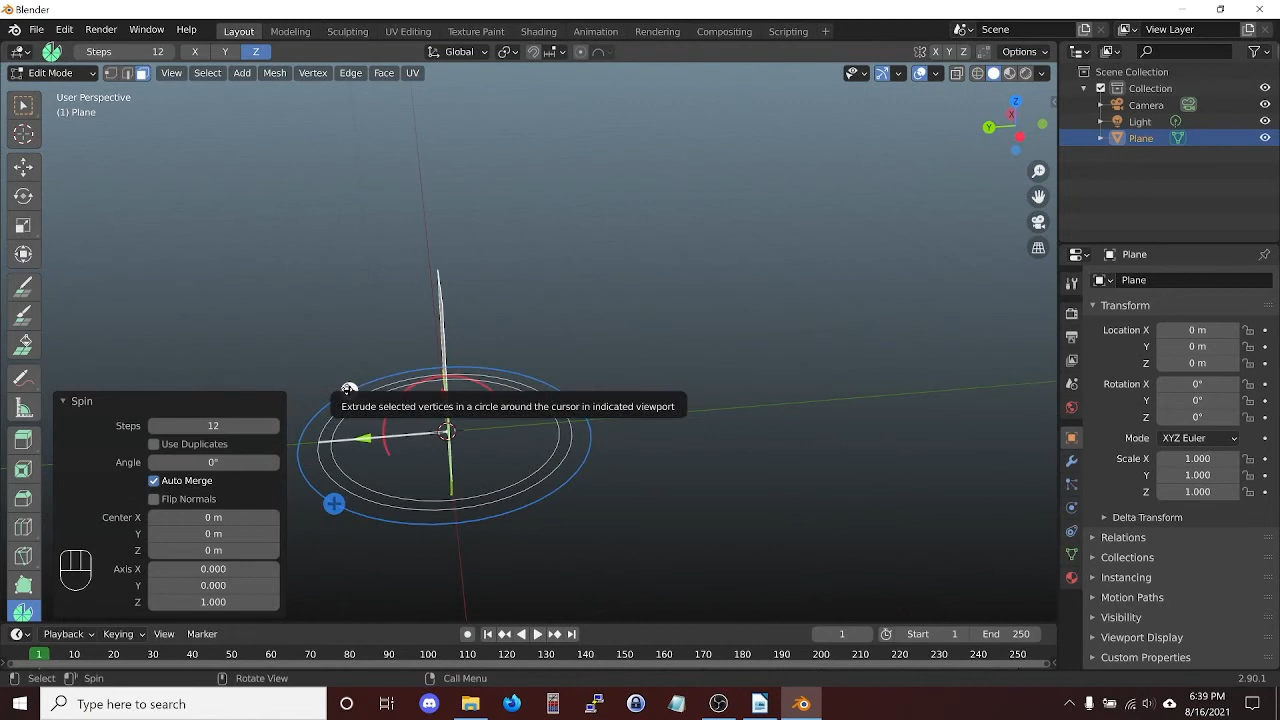 Blender
File Edit Render Window Help Layout Modeling Sculpting UV Editing Texture Paint Shading Animation Rendering Compositing Scripting + Scene View Layer
Steps 12 X Y Z Global X Y Z Options
Edit Mode View Select Add Mesh Vertex Edge Face UV
User Perspective
(1) Plane
X
Y
Scene Collection
Collection
Camera
Light
Plane
Plane
Plane
Transform
Location X 0 m
Y 0 m
Z 0 m
Rotation X 0°
Y 0°
Z 0°
Mode XYZ Euler
Scale X 1.000
Y 1.000
Z 1.000
Delta Transform
Relations
Collections
Instancing
Motion Paths
Visibility
Viewport Display
Custom Properties
Extrude selected vertices in a circle around the cursor in indicated viewport
Spin
Steps 12
Use Duplicates
Angle 0°
Auto Merge
Flip Normals
Center X 0 m
Y 0 m
Z 0 m
Axis X 0.000
Y 0.000
Z 1.000
Playback Keying View Marker 1 Start 1 End 250
1 10 20 30 40 50 60 70 80 90 100 110 120 130 140 150 160 170 180 190 200 210 220 230 240 250
Select Spin Rotate View Call Menu 2.90.1
Type here to search
6:39 PM
8/16/2021